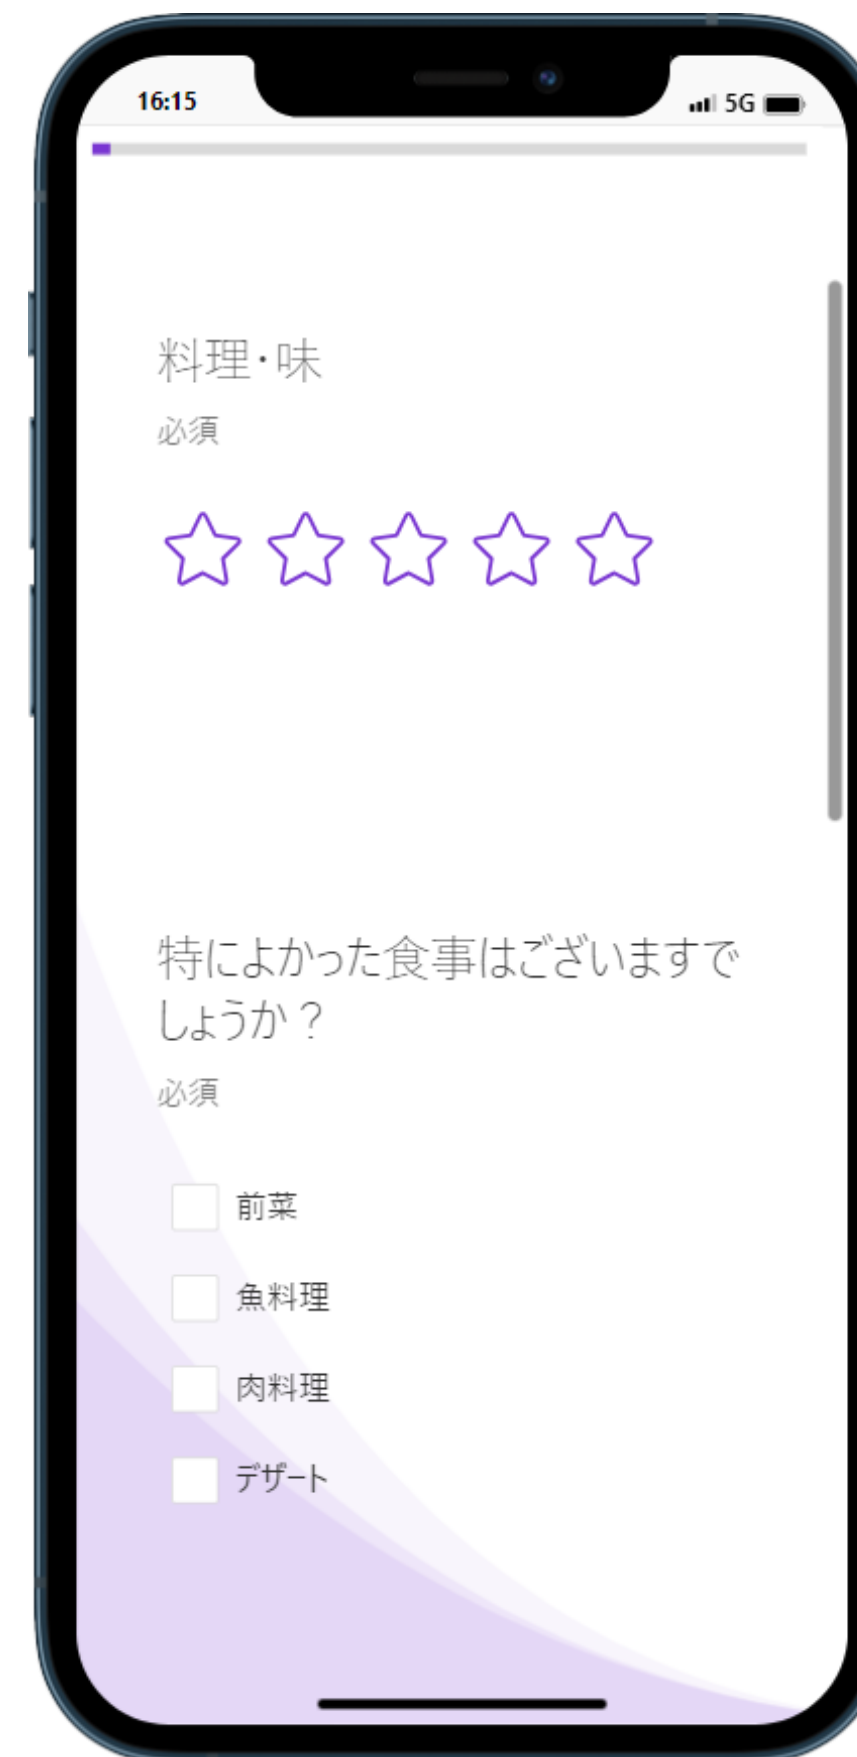 16:15
5G
料理・味
必須
特によかった食事はございますで
しょうか？
必須
前菜
魚料理
肉料理
デザート